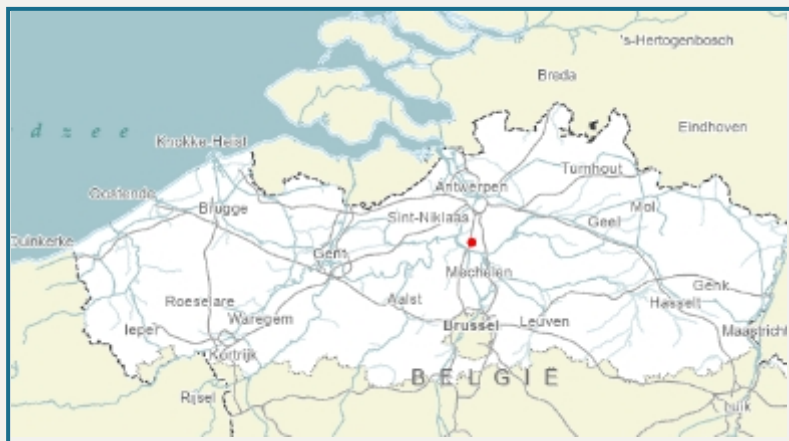 's-Hertogenbosch
Breda
Eindhoven
d z e e
Knokke-Heist
Turnhout
Antwerpen
Oostende
Brugge
Sint-Niklaas
Geel
Mol
Duinkerke
Gent
Mechelen
Genk
Roeselare
Aalst
Hasselt
Ieper
Waregem
Brussel
Leuven
Maastricht
Kortrijk
BELGIË
Rijsel
Luik